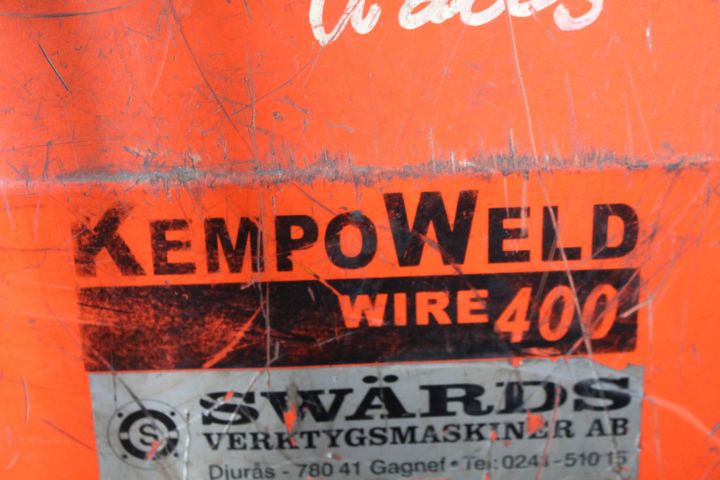 KEMPOWELD
WIRE 400
SWÄRDS
VERKTYGSMASKINER AB
Djurås - 780 41 Gagnef • Tel: 0241-510 15